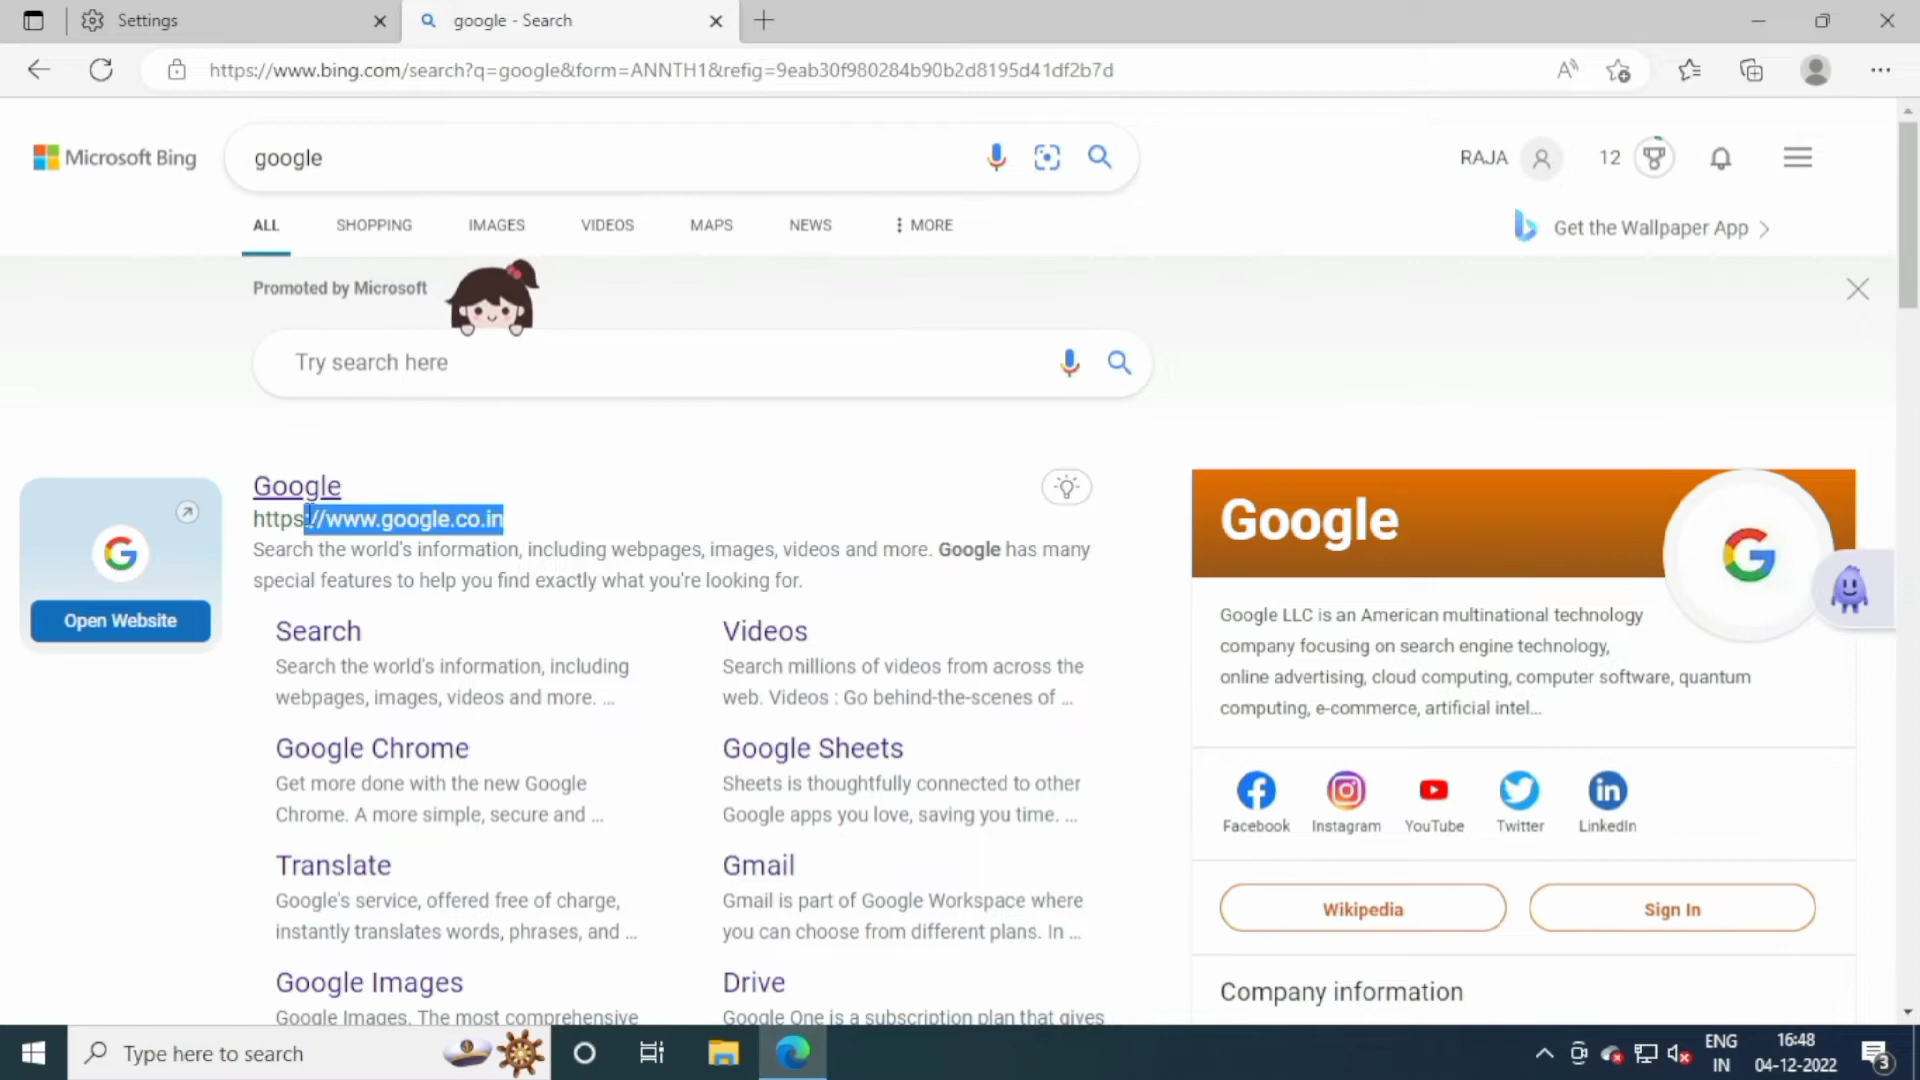 Settings
google - Search
https://www.bing.com/search?q=google&form=ANNTH1&refig=9eab30f980284b90b2d8195d41df2b7d
Microsoft Bing
google
RAJA
12
ALL
SHOPPING
IMAGES
VIDEOS
MAPS
NEWS
MORE
Get the Wallpaper App
Promoted by Microsoft
Try search here
Google
https://www.google.co.in
Search the world's information, including webpages, images, videos and more. Google has many
special features to help you find exactly what you're looking for.
Open Website
Search
Search the world's information, including
webpages, images, videos and more. ...
Videos
Search millions of videos from across the
web. Videos : Go behind-the-scenes of ...
Google Chrome
Get more done with the new Google
Chrome. A more simple, secure and ...
Google Sheets
Sheets is thoughtfully connected to other
Google apps you love, saving you time. ...
Translate
Google's service, offered free of charge,
instantly translates words, phrases, and ...
Gmail
Gmail is part of Google Workspace where
you can choose from different plans. In ...
Google Images
Google Images. The most comprehensive
Drive
Google One is a subscription plan that gives
Google
Google LLC is an American multinational technology
company focusing on search engine technology,
online advertising, cloud computing, computer software, quantum
computing, e-commerce, artificial intel...
Facebook
Instagram
YouTube
Twitter
LinkedIn
Wikipedia
Sign In
Company information
Type here to search
ENG
IN
16:48
04-12-2022
3